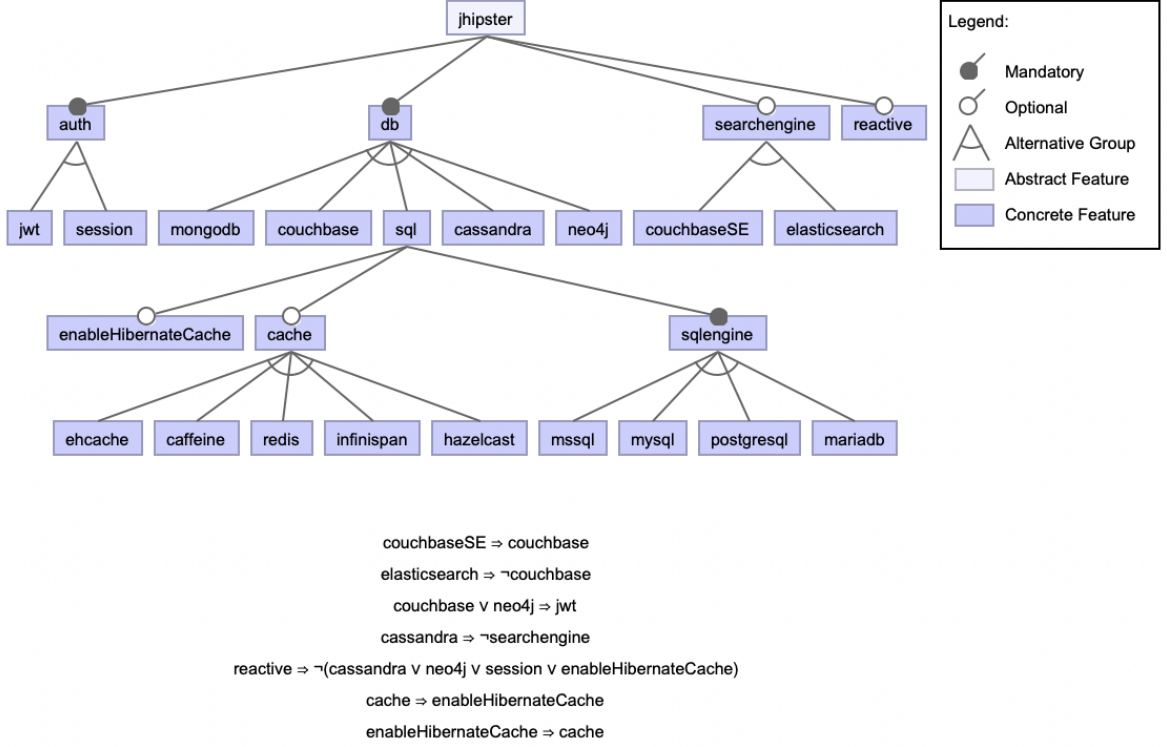 jhipster
Legend:
Mandatory
Optional
Alternative Group
Abstract Feature
Concrete Feature
auth
db
searchengine
reactive
jwt
session
mongodb
couchbase
sql
cassandra
neo4j
couchbaseSE
elasticsearch
enableHibernateCache
cache
sqlengine
ehcache
caffeine
redis
infinispan
hazelcast
mssql
mysql
postgresql
mariadb
couchbaseSE ⇒ couchbase
elasticsearch ⇒ ¬couchbase
couchbase ∨ neo4j ⇒ jwt
cassandra ⇒ ¬searchengine
reactive ⇒ ¬(cassandra ∨ neo4j ∨ session ∨ enableHibernateCache)
cache ⇒ enableHibernateCache
enableHibernateCache ⇒ cache